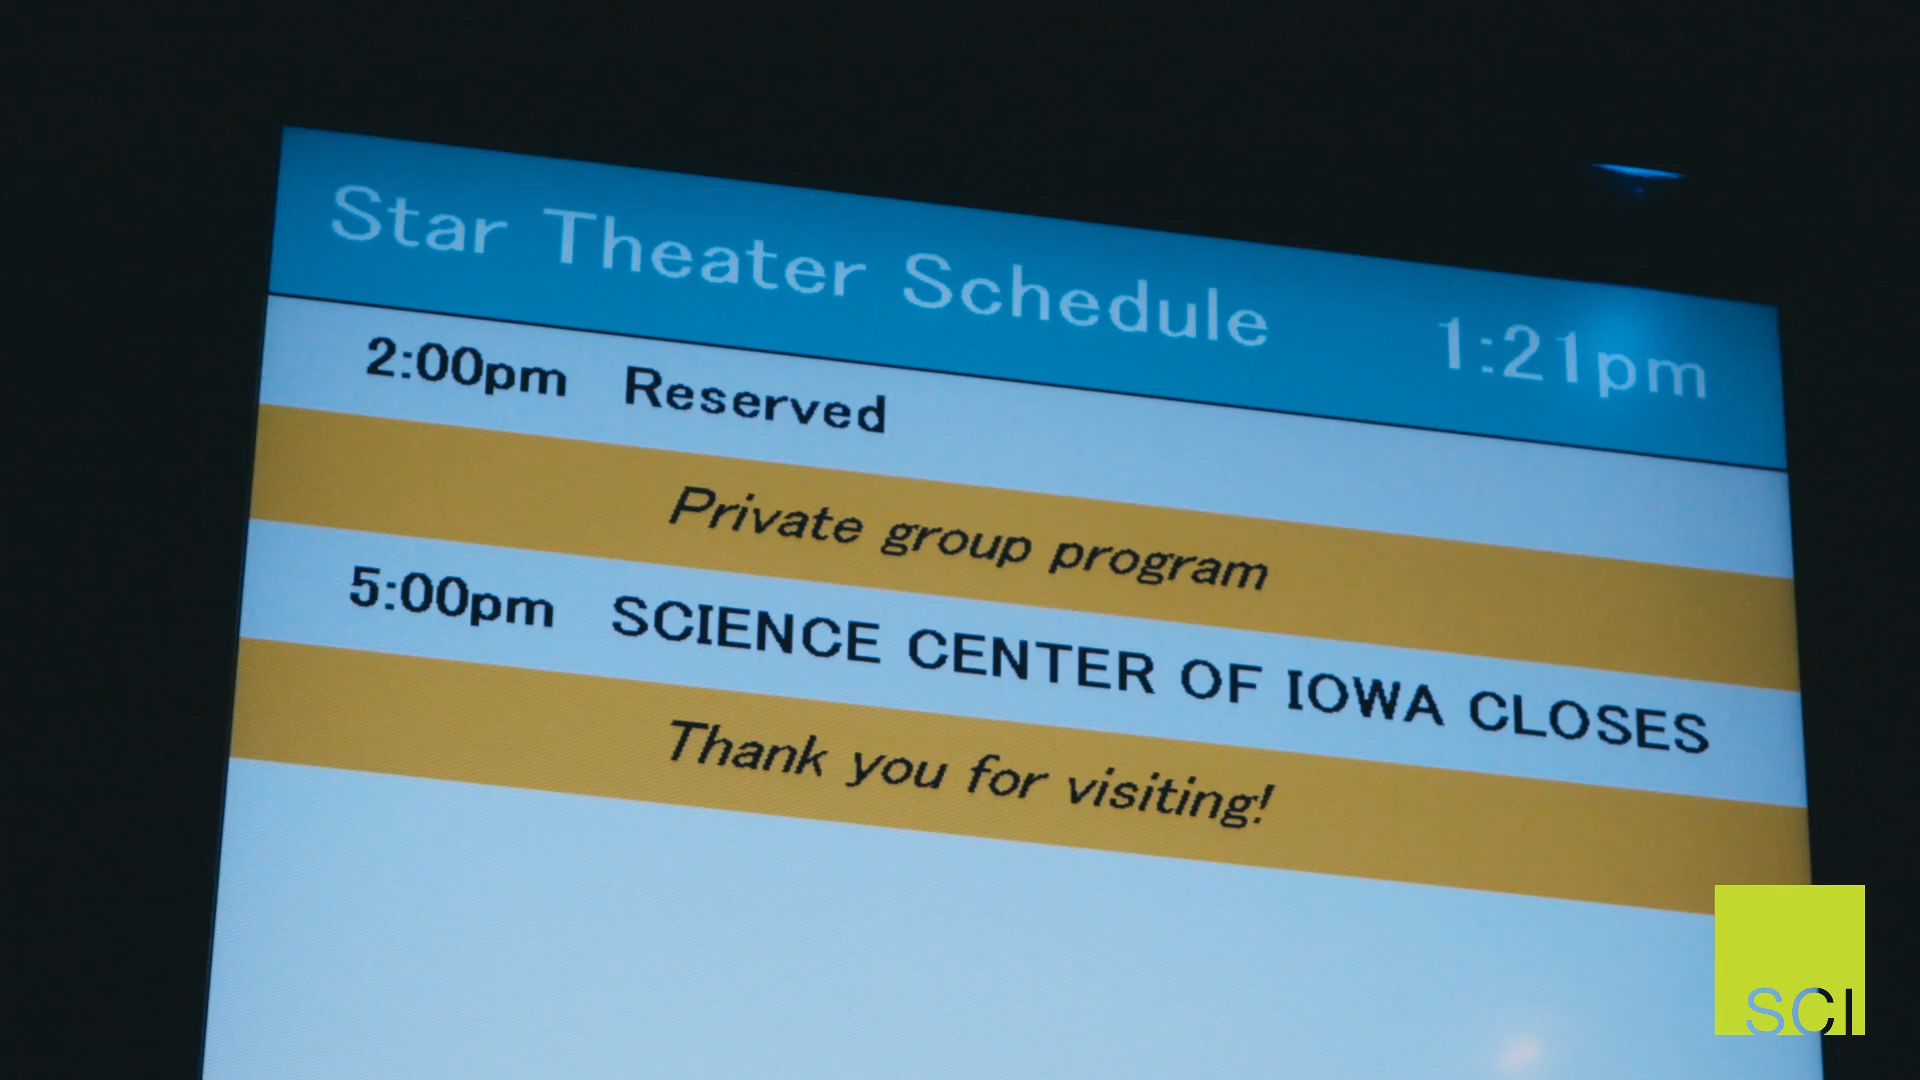 Star Theater Schedule 1:21pm
2:00pm Reserved
Private group program
5:00pm SCIENCE CENTER OF IOWA CLOSES
Thank you for visiting!
SCI